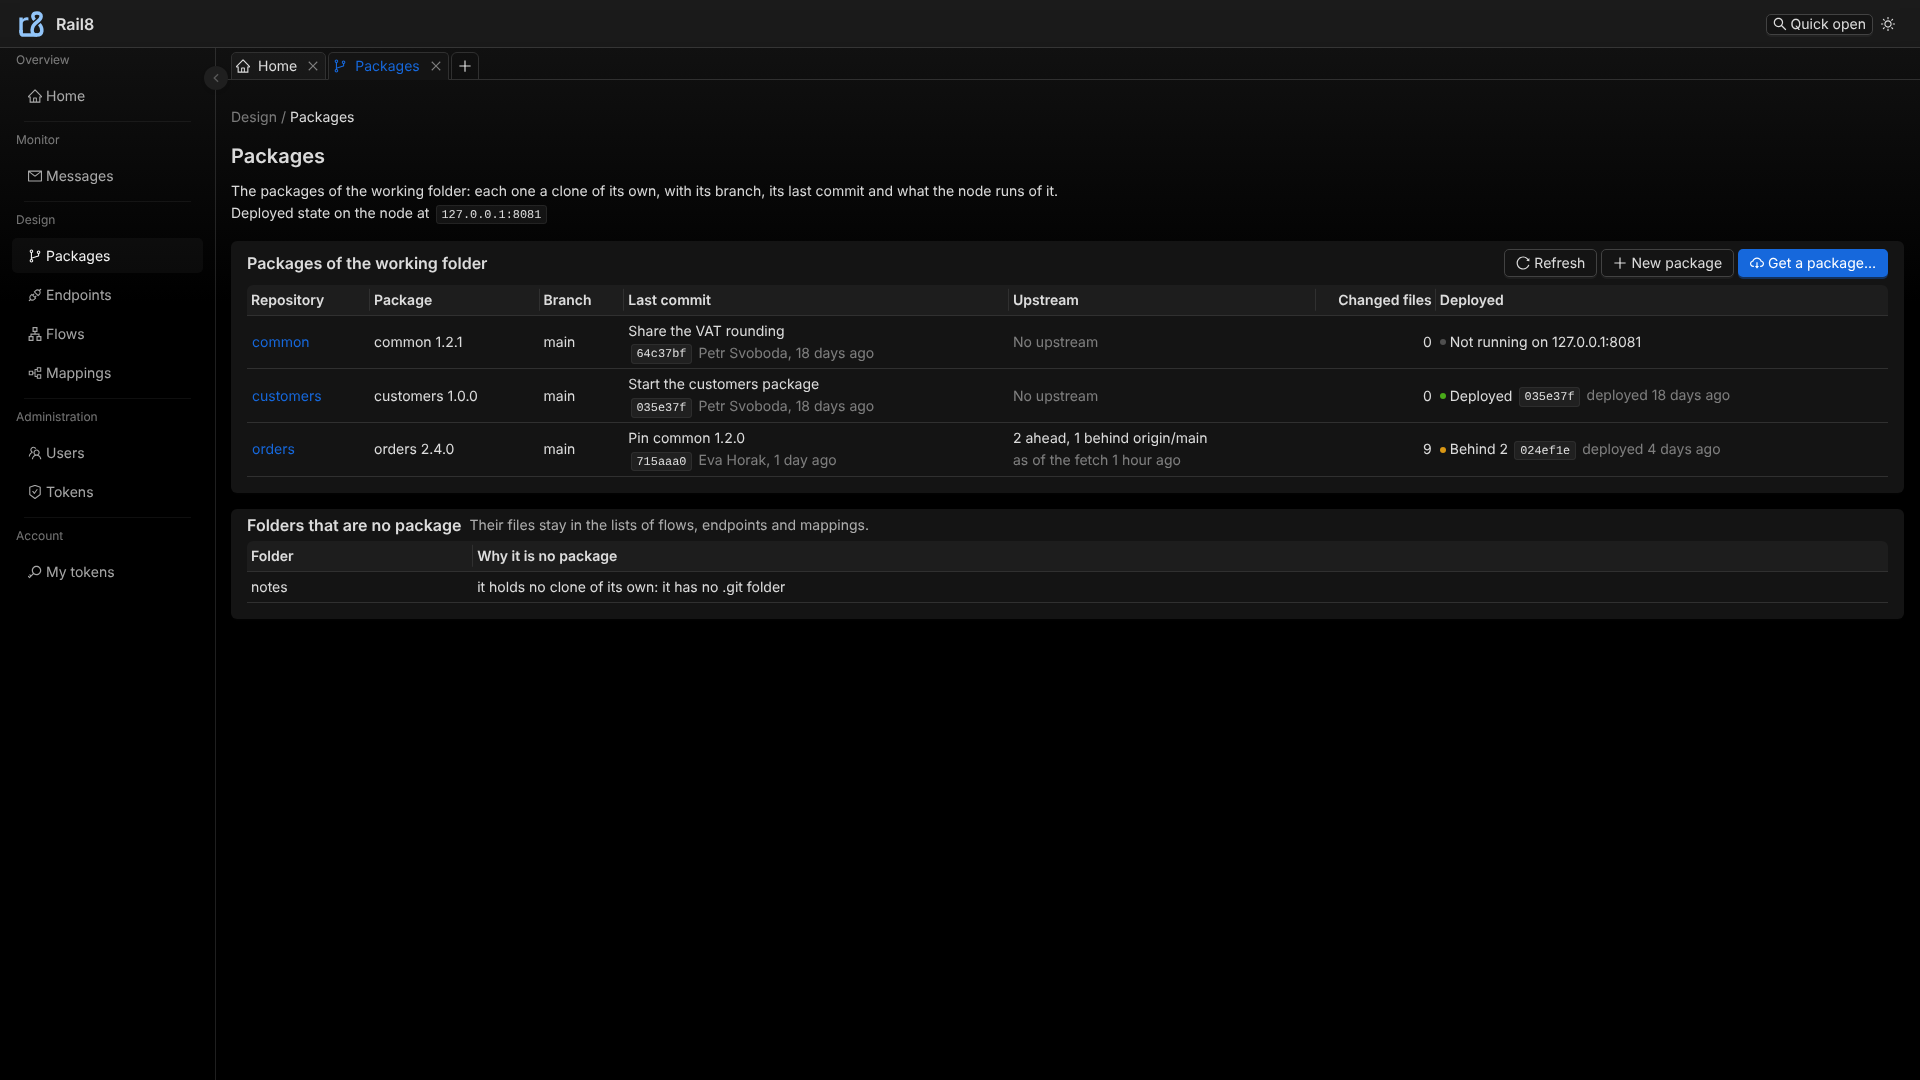 Rail8
Quick open
Overview
Home
Monitor
Messages
Design
Packages
Endpoints
Flows
Mappings
Administration
Users
Tokens
Account
My tokens
Home
Packages
Design / Packages
Packages
The packages of the working folder: each one a clone of its own, with its branch, its last commit and what the node runs of it.
Deployed state on the node at 127.0.0.1:8081
Packages of the working folder
Refresh
New package
Get a package...
Repository Package Branch Last commit Upstream Changed files Deployed
common common 1.2.1 main Share the VAT rounding No upstream 0 Not running on 127.0.0.1:8081
64c37bf Petr Svoboda, 18 days ago
customers customers 1.0.0 main Start the customers package No upstream 0 Deployed 035e37f deployed 18 days ago
035e37f Petr Svoboda, 18 days ago
orders orders 2.4.0 main Pin common 1.2.0 2 ahead, 1 behind origin/main 9 Behind 2 024ef1e deployed 4 days ago
715aaa0 Eva Horak, 1 day ago as of the fetch 1 hour ago
Folders that are no package Their files stay in the lists of flows, endpoints and mappings.
Folder Why it is no package
notes it holds no clone of its own: it has no .git folder